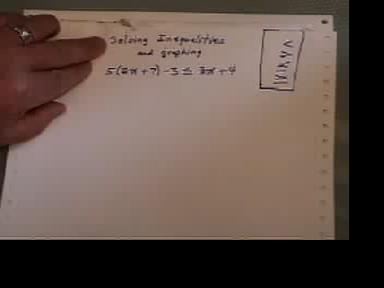 Solving Inequalities
and graphing
5(2x+7)-3 ≤ 3x+4
< > ≤ ≥